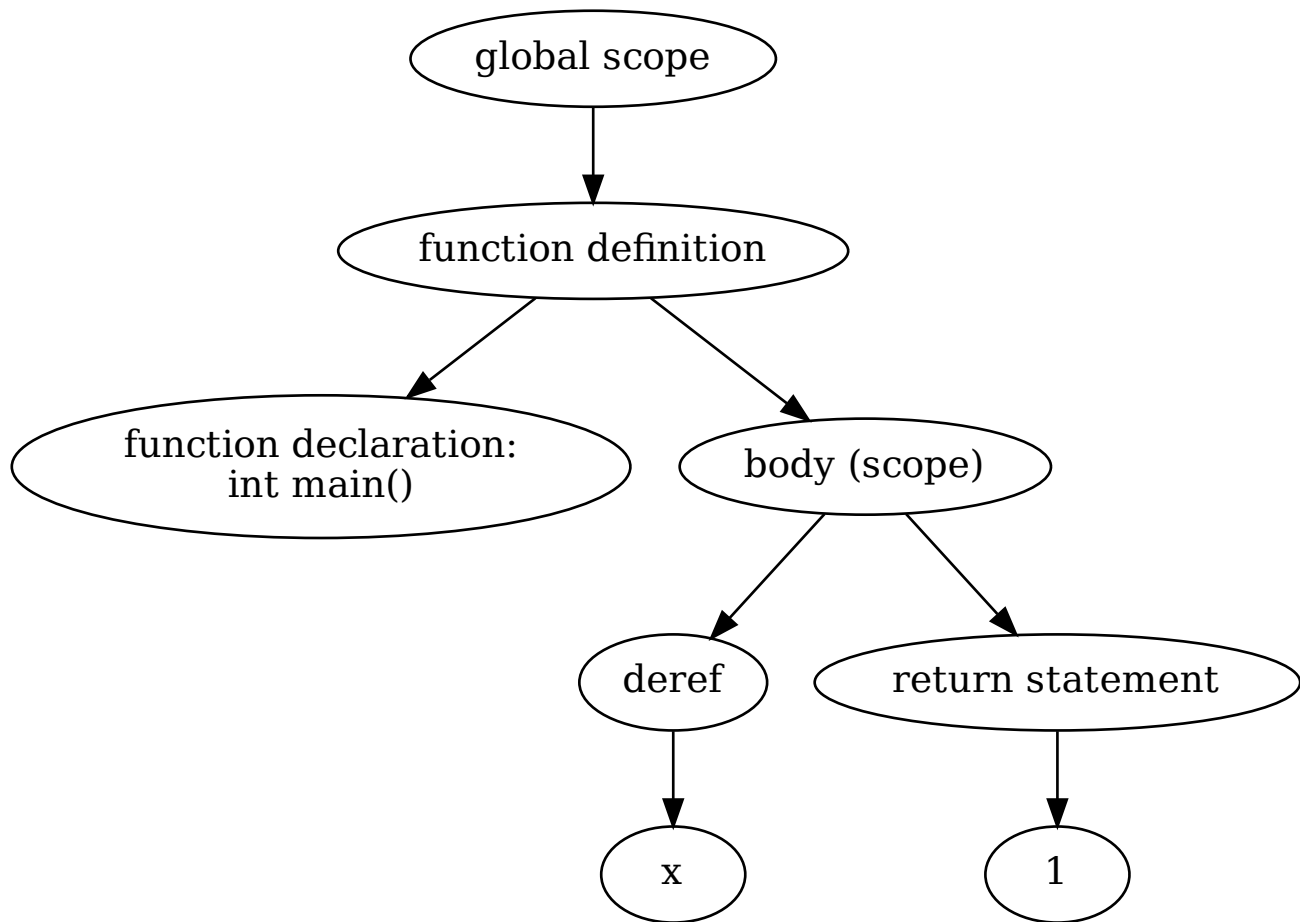 global scope
function definition
function declaration:
int main()
body (scope)
deref
return statement
x
1